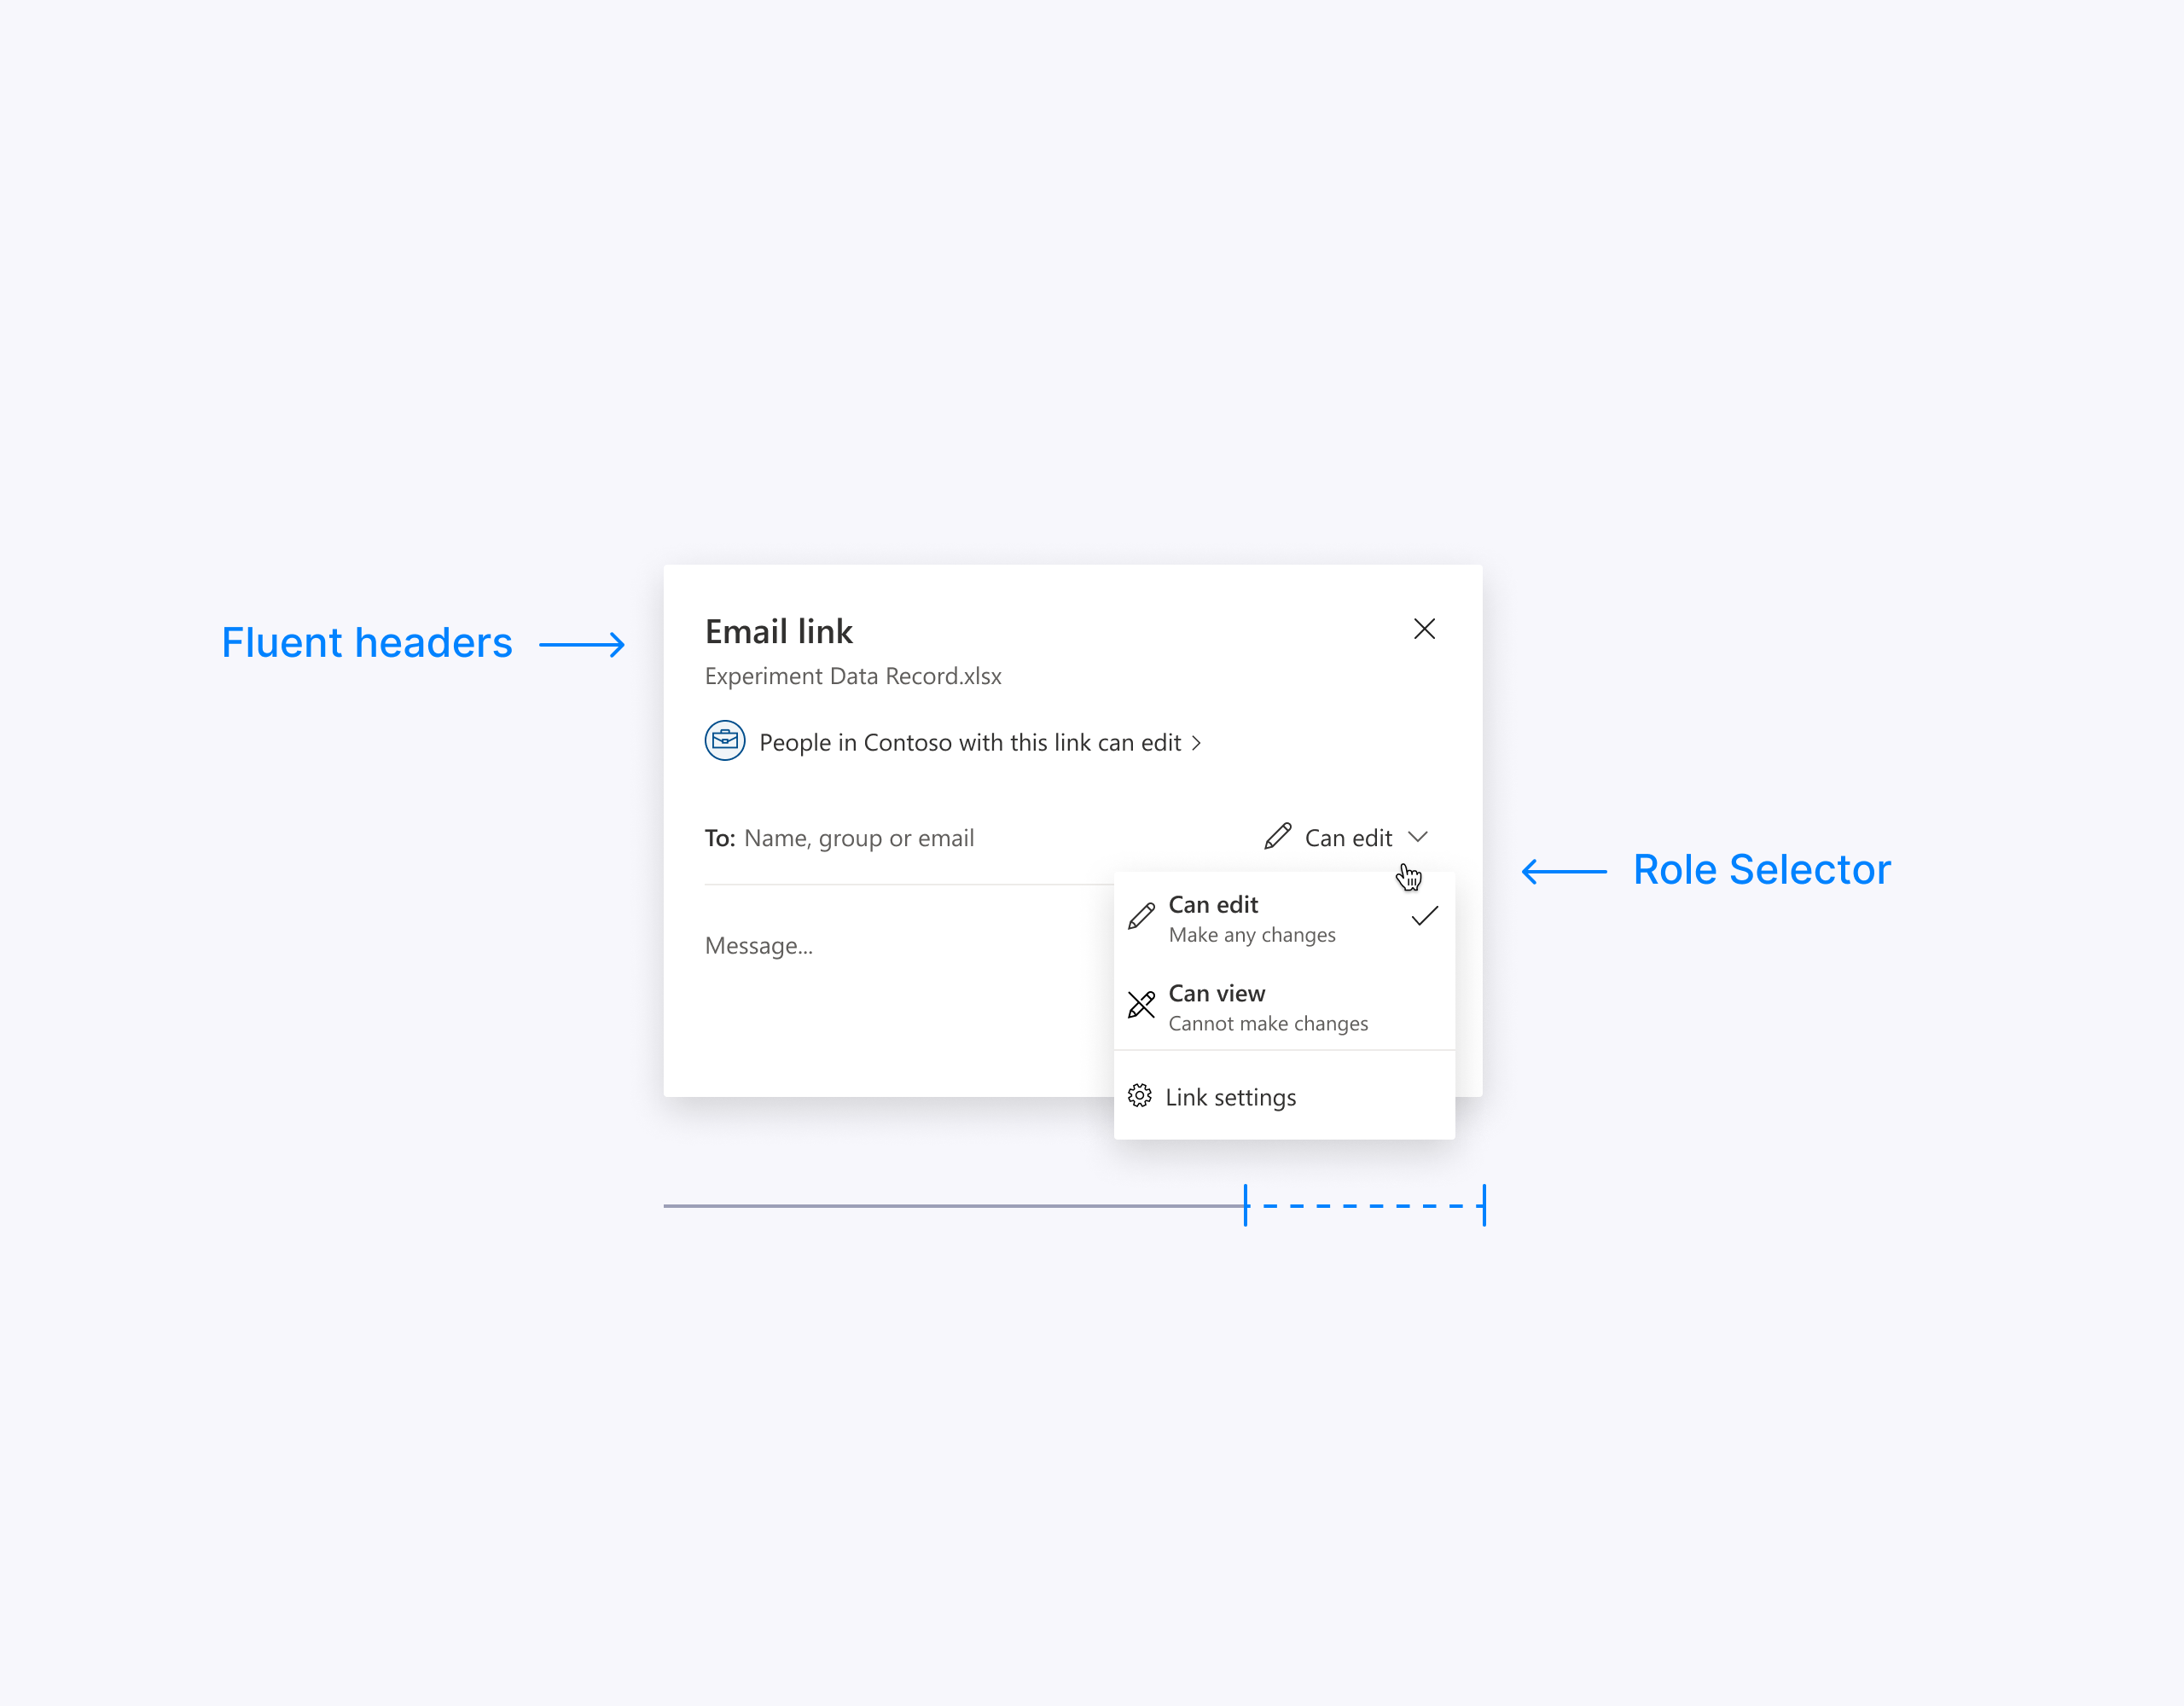 Fluent headers
Email link
Experiment Data Record.xlsx
People in Contoso with this link can edit
To: Name, group or email
Can edit
Role Selector
Can edit
Make any changes
Message...
Can view
Cannot make changes
Link settings